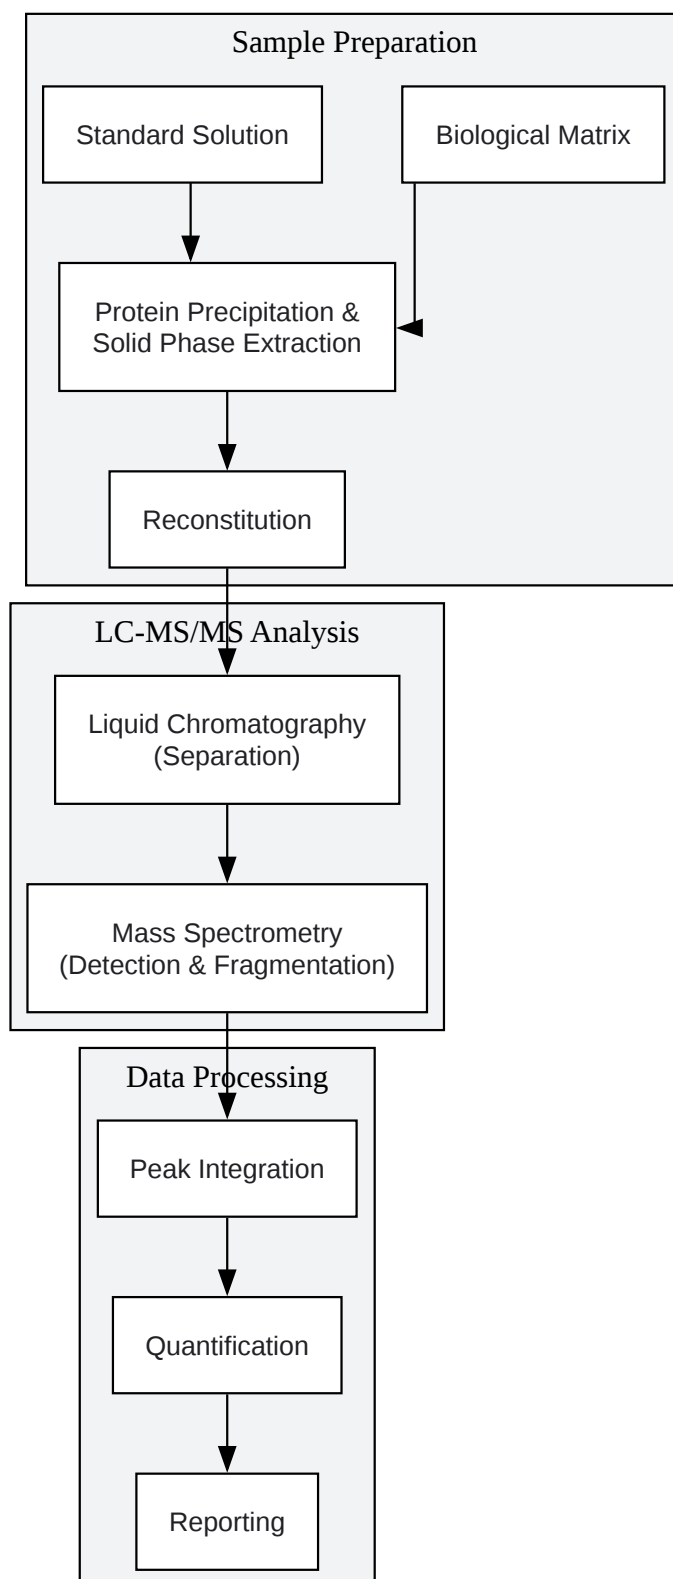 Sample Preparation
Standard Solution
Biological Matrix
Protein Precipitation &
Solid Phase Extraction
Reconstitution
LC-MS/MS Analysis
Liquid Chromatography
(Separation)
Mass Spectrometry
(Detection & Fragmentation)
Data Processing
Peak Integration
Quantification
Reporting